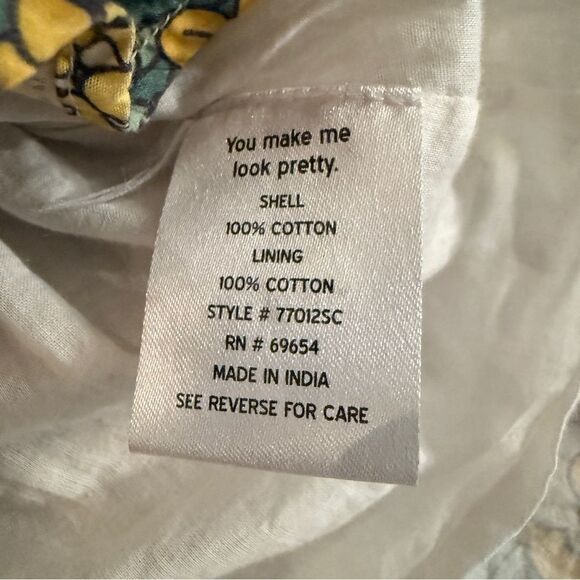 You make me
look pretty.
SHELL
100% COTTON
LINING
100% COTTON
STYLE # 77012SC
RN # 69654
MADE IN INDIA
SEE REVERSE FOR CARE